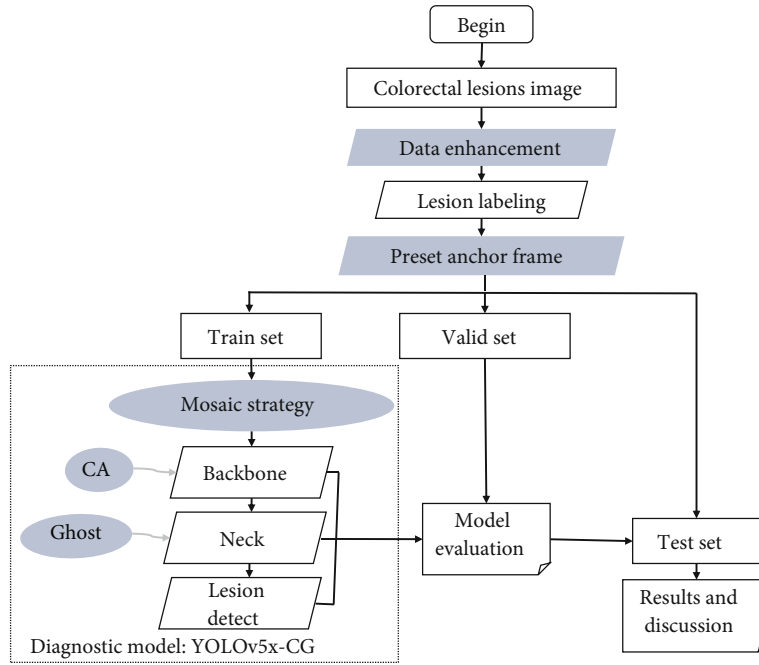 Begin
Colorectal lesions image
Data enhancement
Lesion labeling
Preset anchor frame
Train set
Valid set
Mosaic strategy
CA
Backbone
Ghost
Neck
Model
evaluation
Test set
Lesion
detect
Results and
discussion
Diagnostic model: YOLOv5x-CG